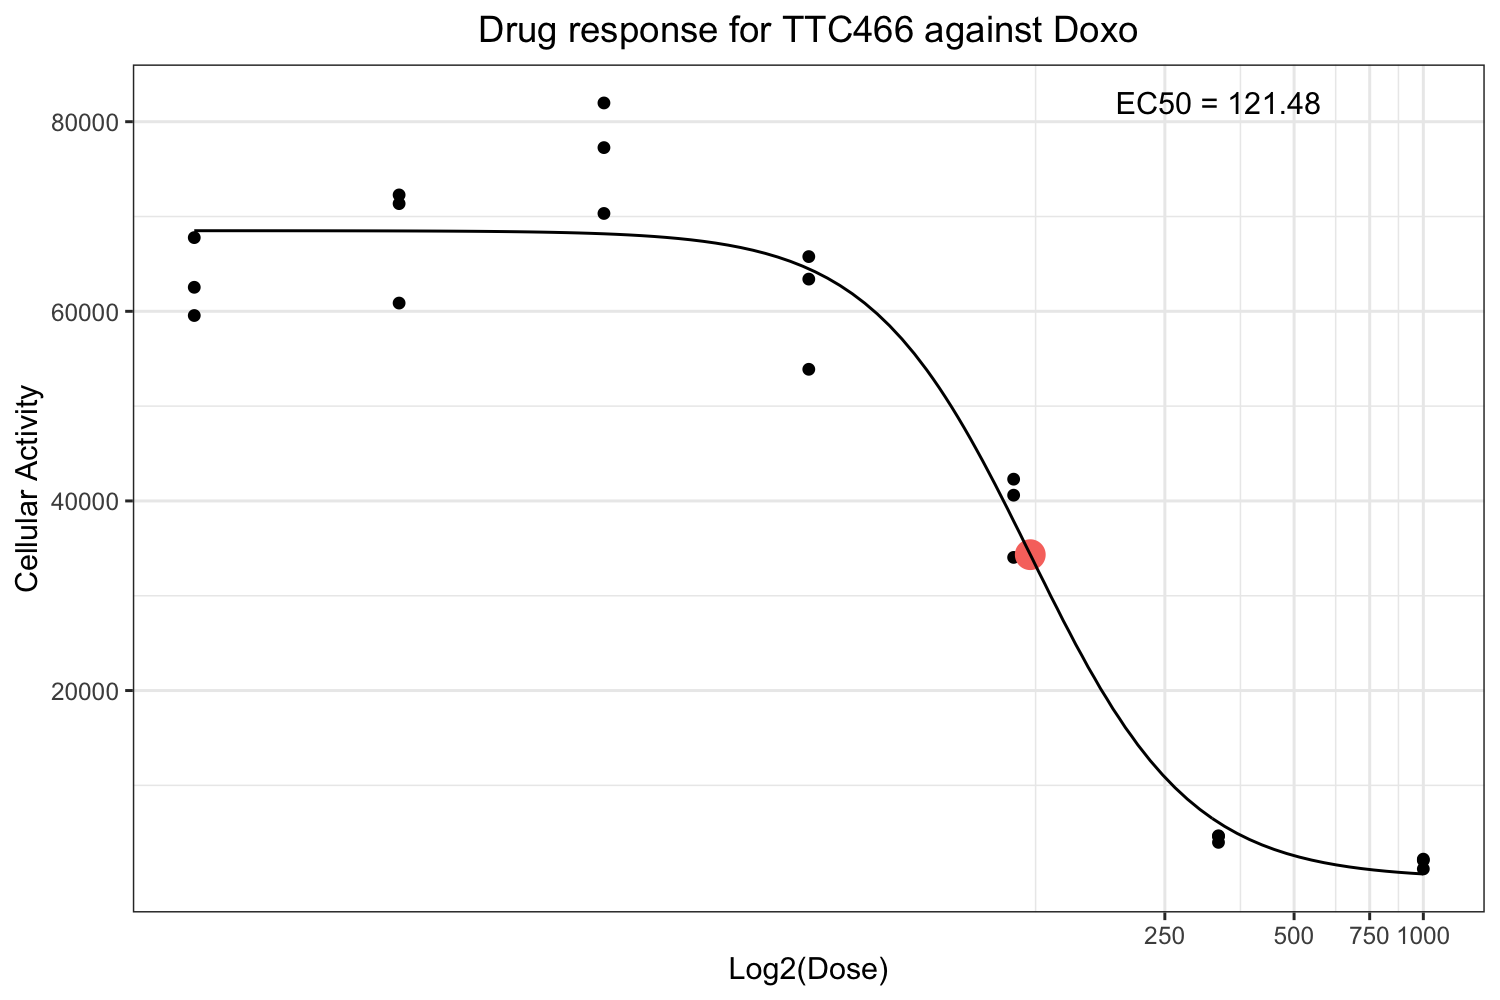 Drug response for TTC466 against Doxo
EC50 = 121.48
80000
60000
40000
20000
Cellular Activity
250 500 750 1000
Log2(Dose)